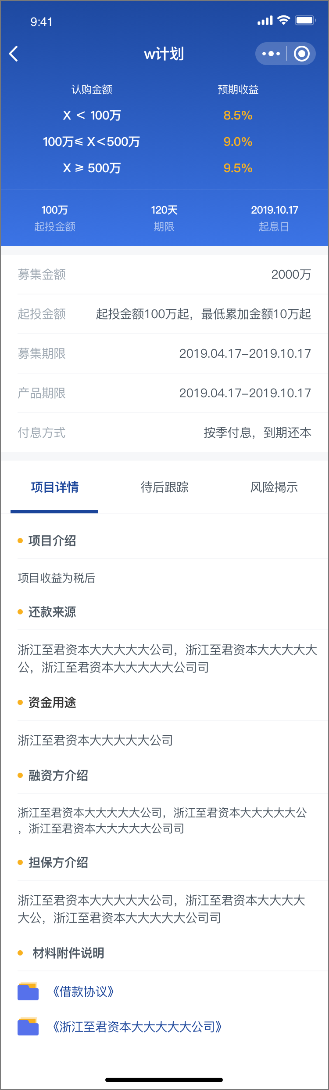 9:41
w计划
认购金额 预期收益
X < 100万 8.5%
100万≤ X<500万 9.0%
X ≥ 500万 9.5%
100万 120天 2019.10.17
起投金额 期限 起息日
募集金额 2000万
起投金额 起投金额100万起，最低累加金额10万起
募集期限 2019.04.17-2019.10.17
产品期限 2019.04.17-2019.10.17
付息方式 按季付息，到期还本
项目详情 待后跟踪 风险揭示
项目介绍
项目收益为税后
还款来源
浙江至君资本大大大大大公司，浙江至君资本大大大大大
公，浙江至君资本大大大大大公司司
资金用途
浙江至君资本大大大大大公司
融资方介绍
浙江至君资本大大大大大公司，浙江至君资本大大大大大公
，浙江至君资本大大大大大公司司
担保方介绍
浙江至君资本大大大大大公司，浙江至君资本大大大大
大公，浙江至君资本大大大大大公司司
材料附件说明
《借款协议》
《浙江至君资本大大大大大公司》